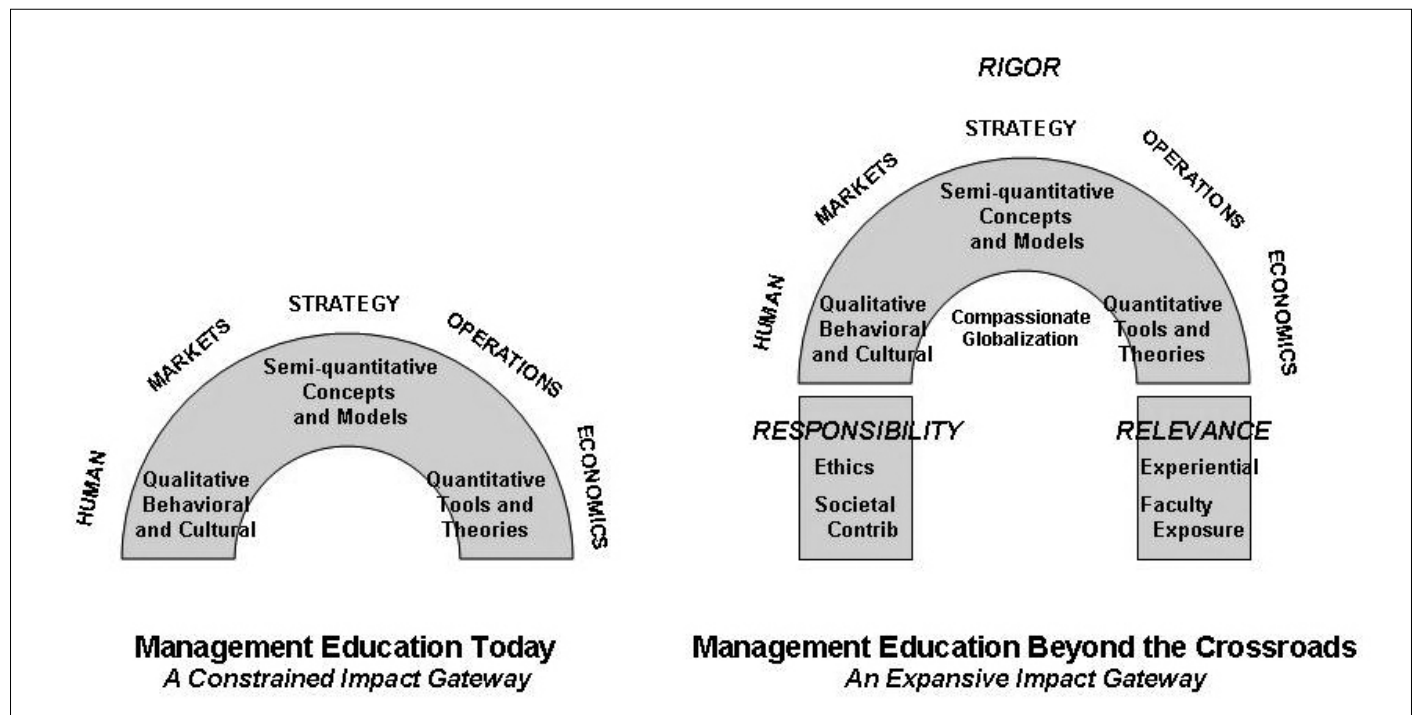 HUMAN
MARKETS
STRATEGY
OPERATIONS
ECONOMICS
Semi-quantitative
Concepts
and Models
Qualitative
Behavioral
and Cultural
Quantitative
Tools and
Theories
Management Education Today
A Constrained Impact Gateway
RIGOR
HUMAN
MARKETS
STRATEGY
OPERATIONS
ECONOMICS
Semi-quantitative
Concepts
and Models
Qualitative
Behavioral
and Cultural
Compassionate
Globalization
Quantitative
Tools and
Theories
RESPONSIBILITY
Ethics
Societal
Contrib
RELEVANCE
Experiential
Faculty
Exposure
Management Education Beyond the Crossroads
An Expansive Impact Gateway